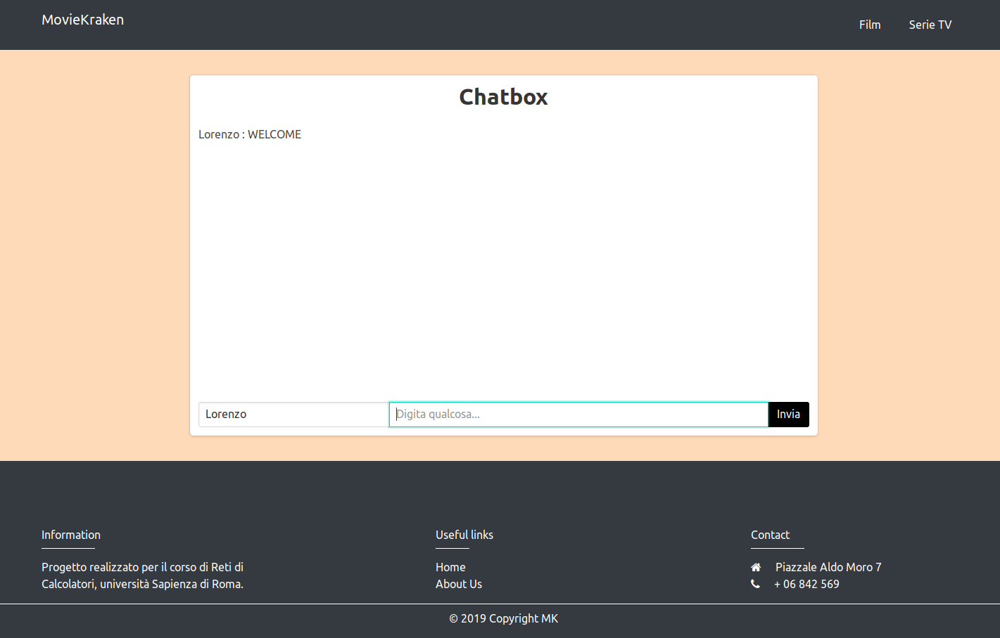 MovieKraken
Film
Serie TV
Chatbox
Lorenzo : WELCOME
Lorenzo
Digita qualcosa...
Invia
Information
Progetto realizzato per il corso di Reti di
Calcolatori, università Sapienza di Roma.
Useful links
Home
About Us
Contact
Piazzale Aldo Moro 7
+ 06 842 569
© 2019 Copyright MK